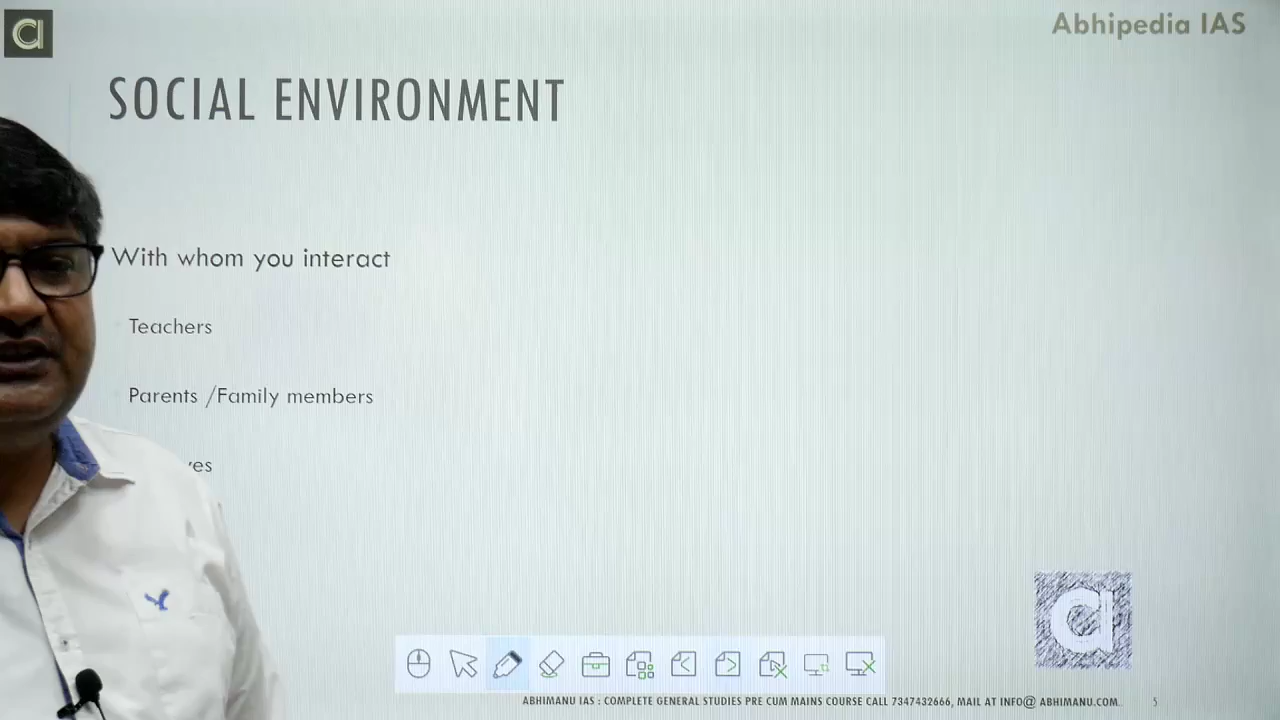 Abhipedia IAS
SOCIAL ENVIRONMENT
With whom you interact
Teachers
Parents /Family members
ABHIMANU IAS : COMPLETE GENERAL STUDIES PRE CUM MAINS COURSE CALL 7347432666, MAIL AT INFO@ ABHIMANU.COM. 5